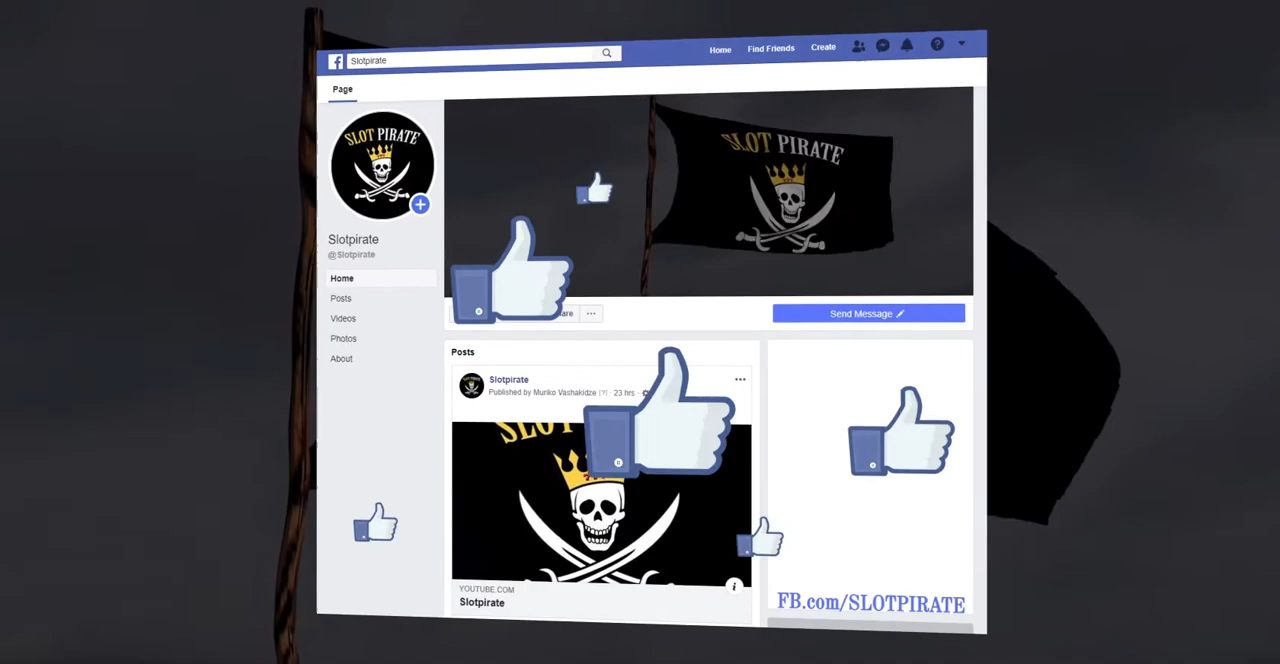 Slotpirate
Home Find Friends Create
Page
SLOT PIRATE
SLOT PIRATE
Slotpirate
@Slotpirate
Home
Posts
Videos
Photos
About
...
Send Message
Posts
Slotpirate
Published by Muriko Vashakidze [?] · 23 hrs ·
YOUTUBE.COM
Slotpirate
FB.com/SLOTPIRATE